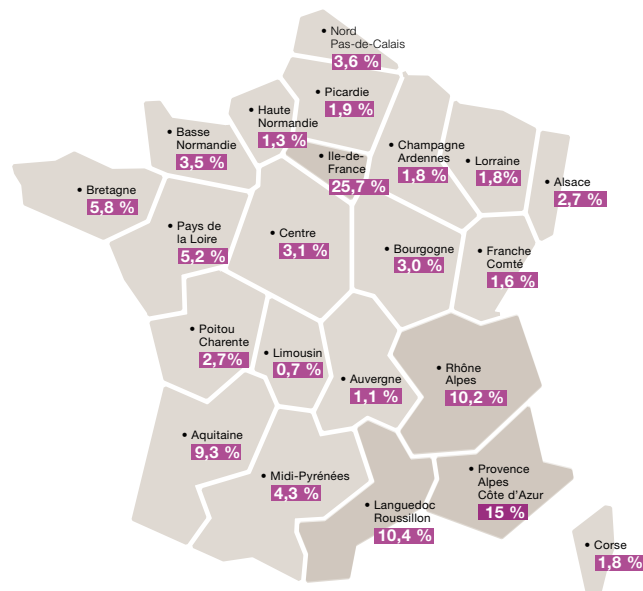 • Nord
Pas-de-Calais
3,6 %
• Picardie
1,9 %
• Haute
Normandie
1,3 %
• Basse
Normandie
3,5 %
• Ile-de-
France
25,7 %
• Champagne
Ardennes
1,8 %
• Lorraine
1,8%
• Alsace
2,7 %
• Bretagne
5,8 %
• Pays de
la Loire
5,2 %
• Centre
3,1 %
• Bourgogne
3,0 %
• Franche
Comté
1,6 %
• Poitou
Charente
2,7%
• Limousin
0,7 %
• Auvergne
1,1 %
• Rhône
Alpes
10,2 %
• Aquitaine
9,3 %
• Midi-Pyrénées
4,3 %
• Languedoc
Roussillon
10,4 %
• Provence
Alpes
Côte d'Azur
15 %
• Corse
1,8 %